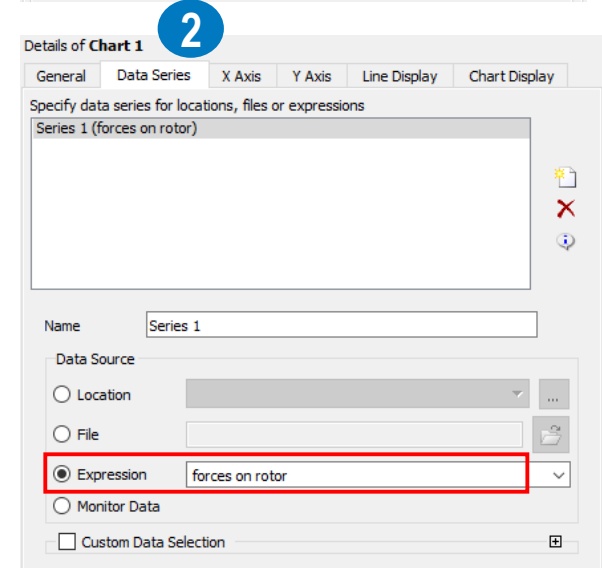 2
Details of Chart 1
General Data Series X Axis Y Axis Line Display Chart Display
Specify data series for locations, files or expressions
Series 1 (forces on rotor)
Name Series 1
Data Source
Location ...
File
Expression forces on rotor
Monitor Data
Custom Data Selection